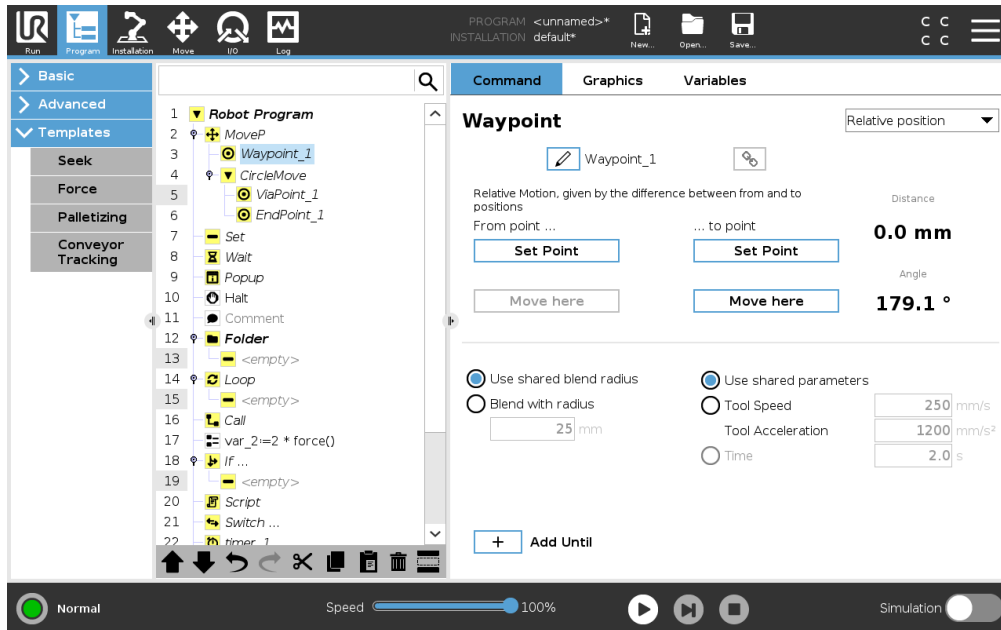 PROGRAM <unnamed>*
INSTALLATION default*
C C
C C
Run
Program
Installation
Move
I/O
Log
New...
Open...
Save...
Basic
Advanced
Templates
Seek
Force
Palletizing
Conveyor
Tracking
1 Robot Program
2 MoveP
3 Waypoint_1
4 CircleMove
5 ViaPoint_1
6 EndPoint_1
7 Set
8 Wait
9 Popup
10 Halt
11 Comment
12 Folder
13 <empty>
14 Loop
15 <empty>
16 Call
17 var_2:=2 * force()
18 If ...
19 <empty>
20 Script
21 Switch ...
22 timer_1
Command
Graphics
Variables
Waypoint
Relative position
Waypoint_1
Relative Motion, given by the difference between from and to
positions
Distance
From point ...
... to point
0.0 mm
Set Point
Set Point
Angle
Move here
Move here
179.1 °
Use shared blend radius
Use shared parameters
Blend with radius
Tool Speed
250 mm/s
25 mm
Tool Acceleration
1200 mm/s²
Time
2.0 s
+ Add Until
Normal
Speed
100%
Simulation